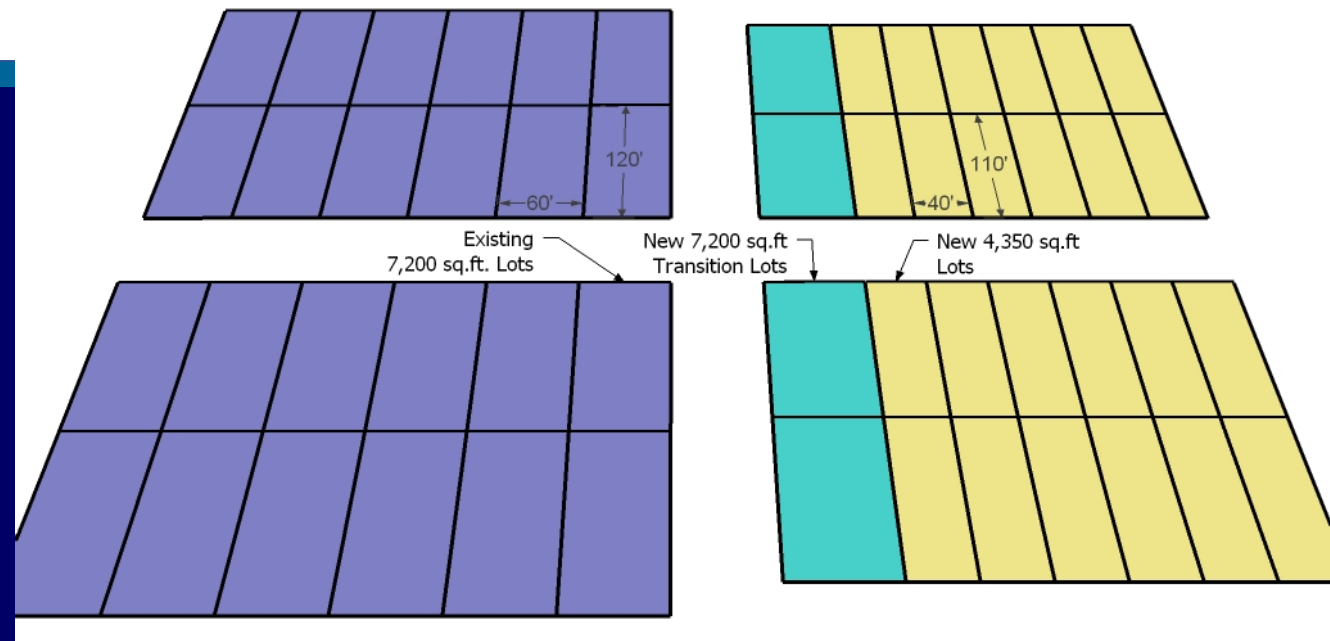 120'
60'
110'
40'
Existing
7,200 sq.ft. Lots
New 7,200 sq.ft
Transition Lots
New 4,350 sq.ft
Lots